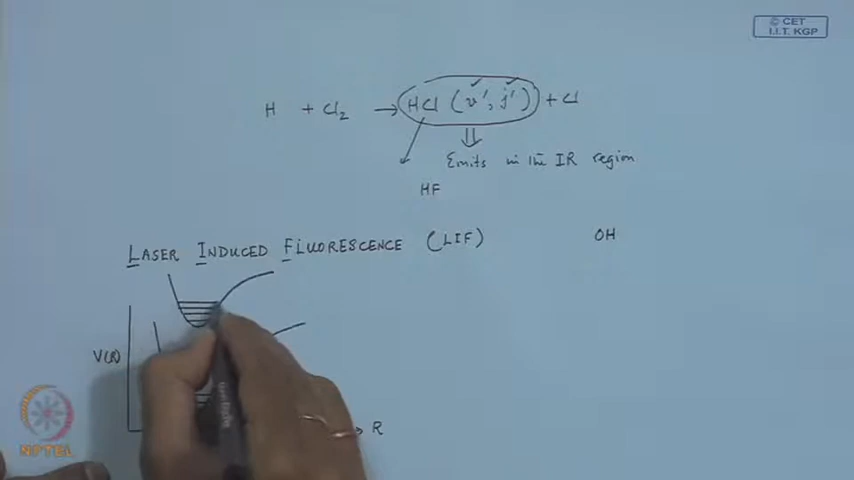 © CET
I.I.T. KGP
H + Cl₂ → HCl (v', j') + Cl
Emits in the IR region
HF
LASER INDUCED FLUORESCENCE (LIF)
OH
V(R)
R
NPTEL